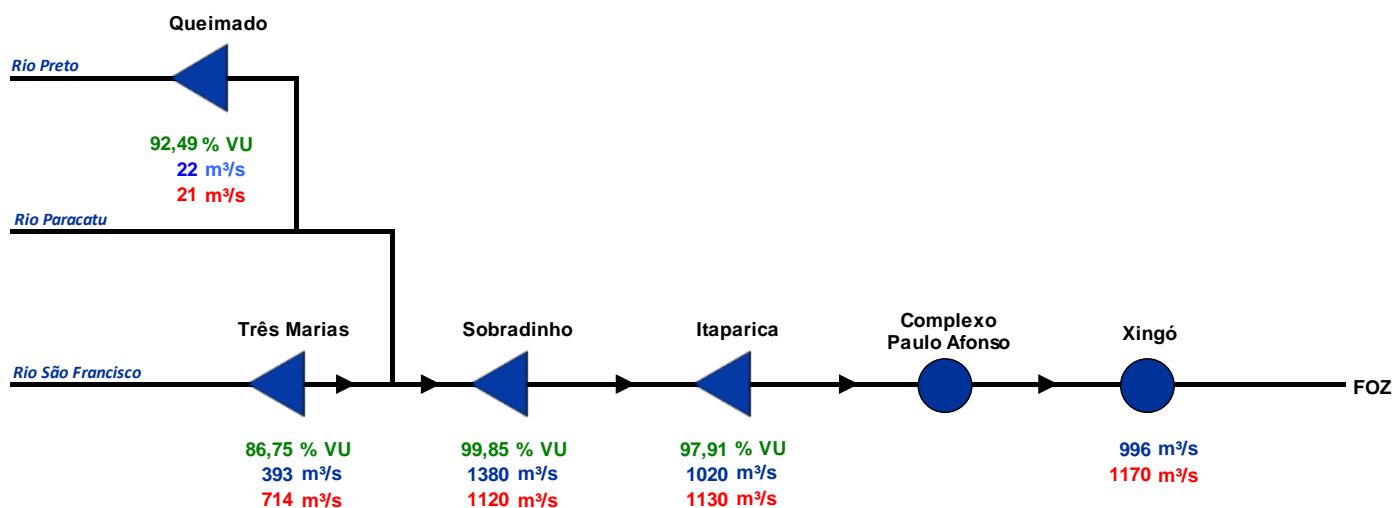 Queimado
Rio Preto
92,49 % VU
22 m³/s
21 m³/s
Rio Paracatu
Três Marias
Sobradinho
Itaparica
Complexo
Paulo Afonso
Xingó
Rio São Francisco
FOZ
86,75 % VU
393 m³/s
714 m³/s
99,85 % VU
1380 m³/s
1120 m³/s
97,91 % VU
1020 m³/s
1130 m³/s
996 m³/s
1170 m³/s